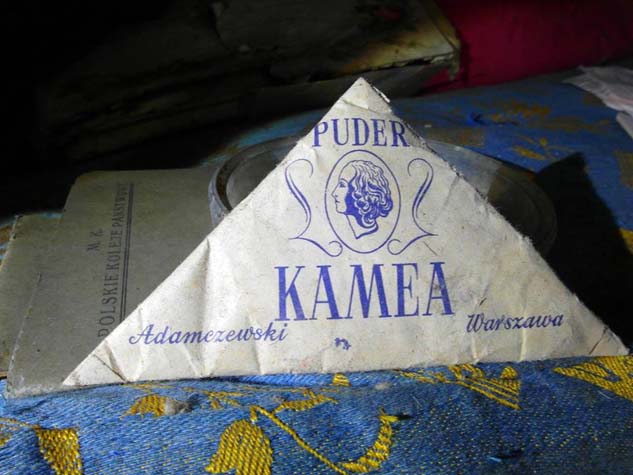 PUDER
KAMEA
Adamczewski
Warszawa
M. K.
POLSKIE KOLEJE PAŃSTWOWE